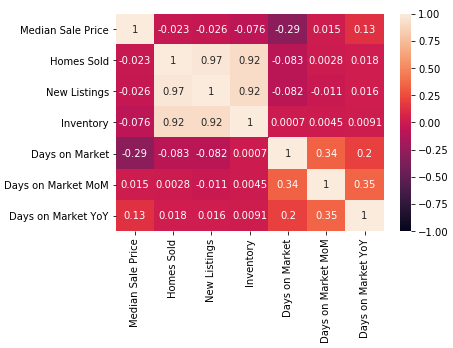 Median Sale Price 1 -0.023 -0.026 -0.076 -0.29 0.015 0.13
Homes Sold -0.023 1 0.97 0.92 -0.083 0.0028 0.018
New Listings -0.026 0.97 1 0.92 -0.082 -0.011 0.016
Inventory -0.076 0.92 0.92 1 0.0007 0.0045 0.0091
Days on Market -0.29 -0.083 -0.082 0.0007 1 0.34 0.2
Days on Market MoM 0.015 0.0028 -0.011 0.0045 0.34 1 0.35
Days on Market YoY 0.13 0.018 0.016 0.0091 0.2 0.35 1
Median Sale Price
Homes Sold
New Listings
Inventory
Days on Market
Days on Market MoM
Days on Market YoY
1.00
0.75
0.50
0.25
0.00
−0.25
−0.50
−0.75
−1.00